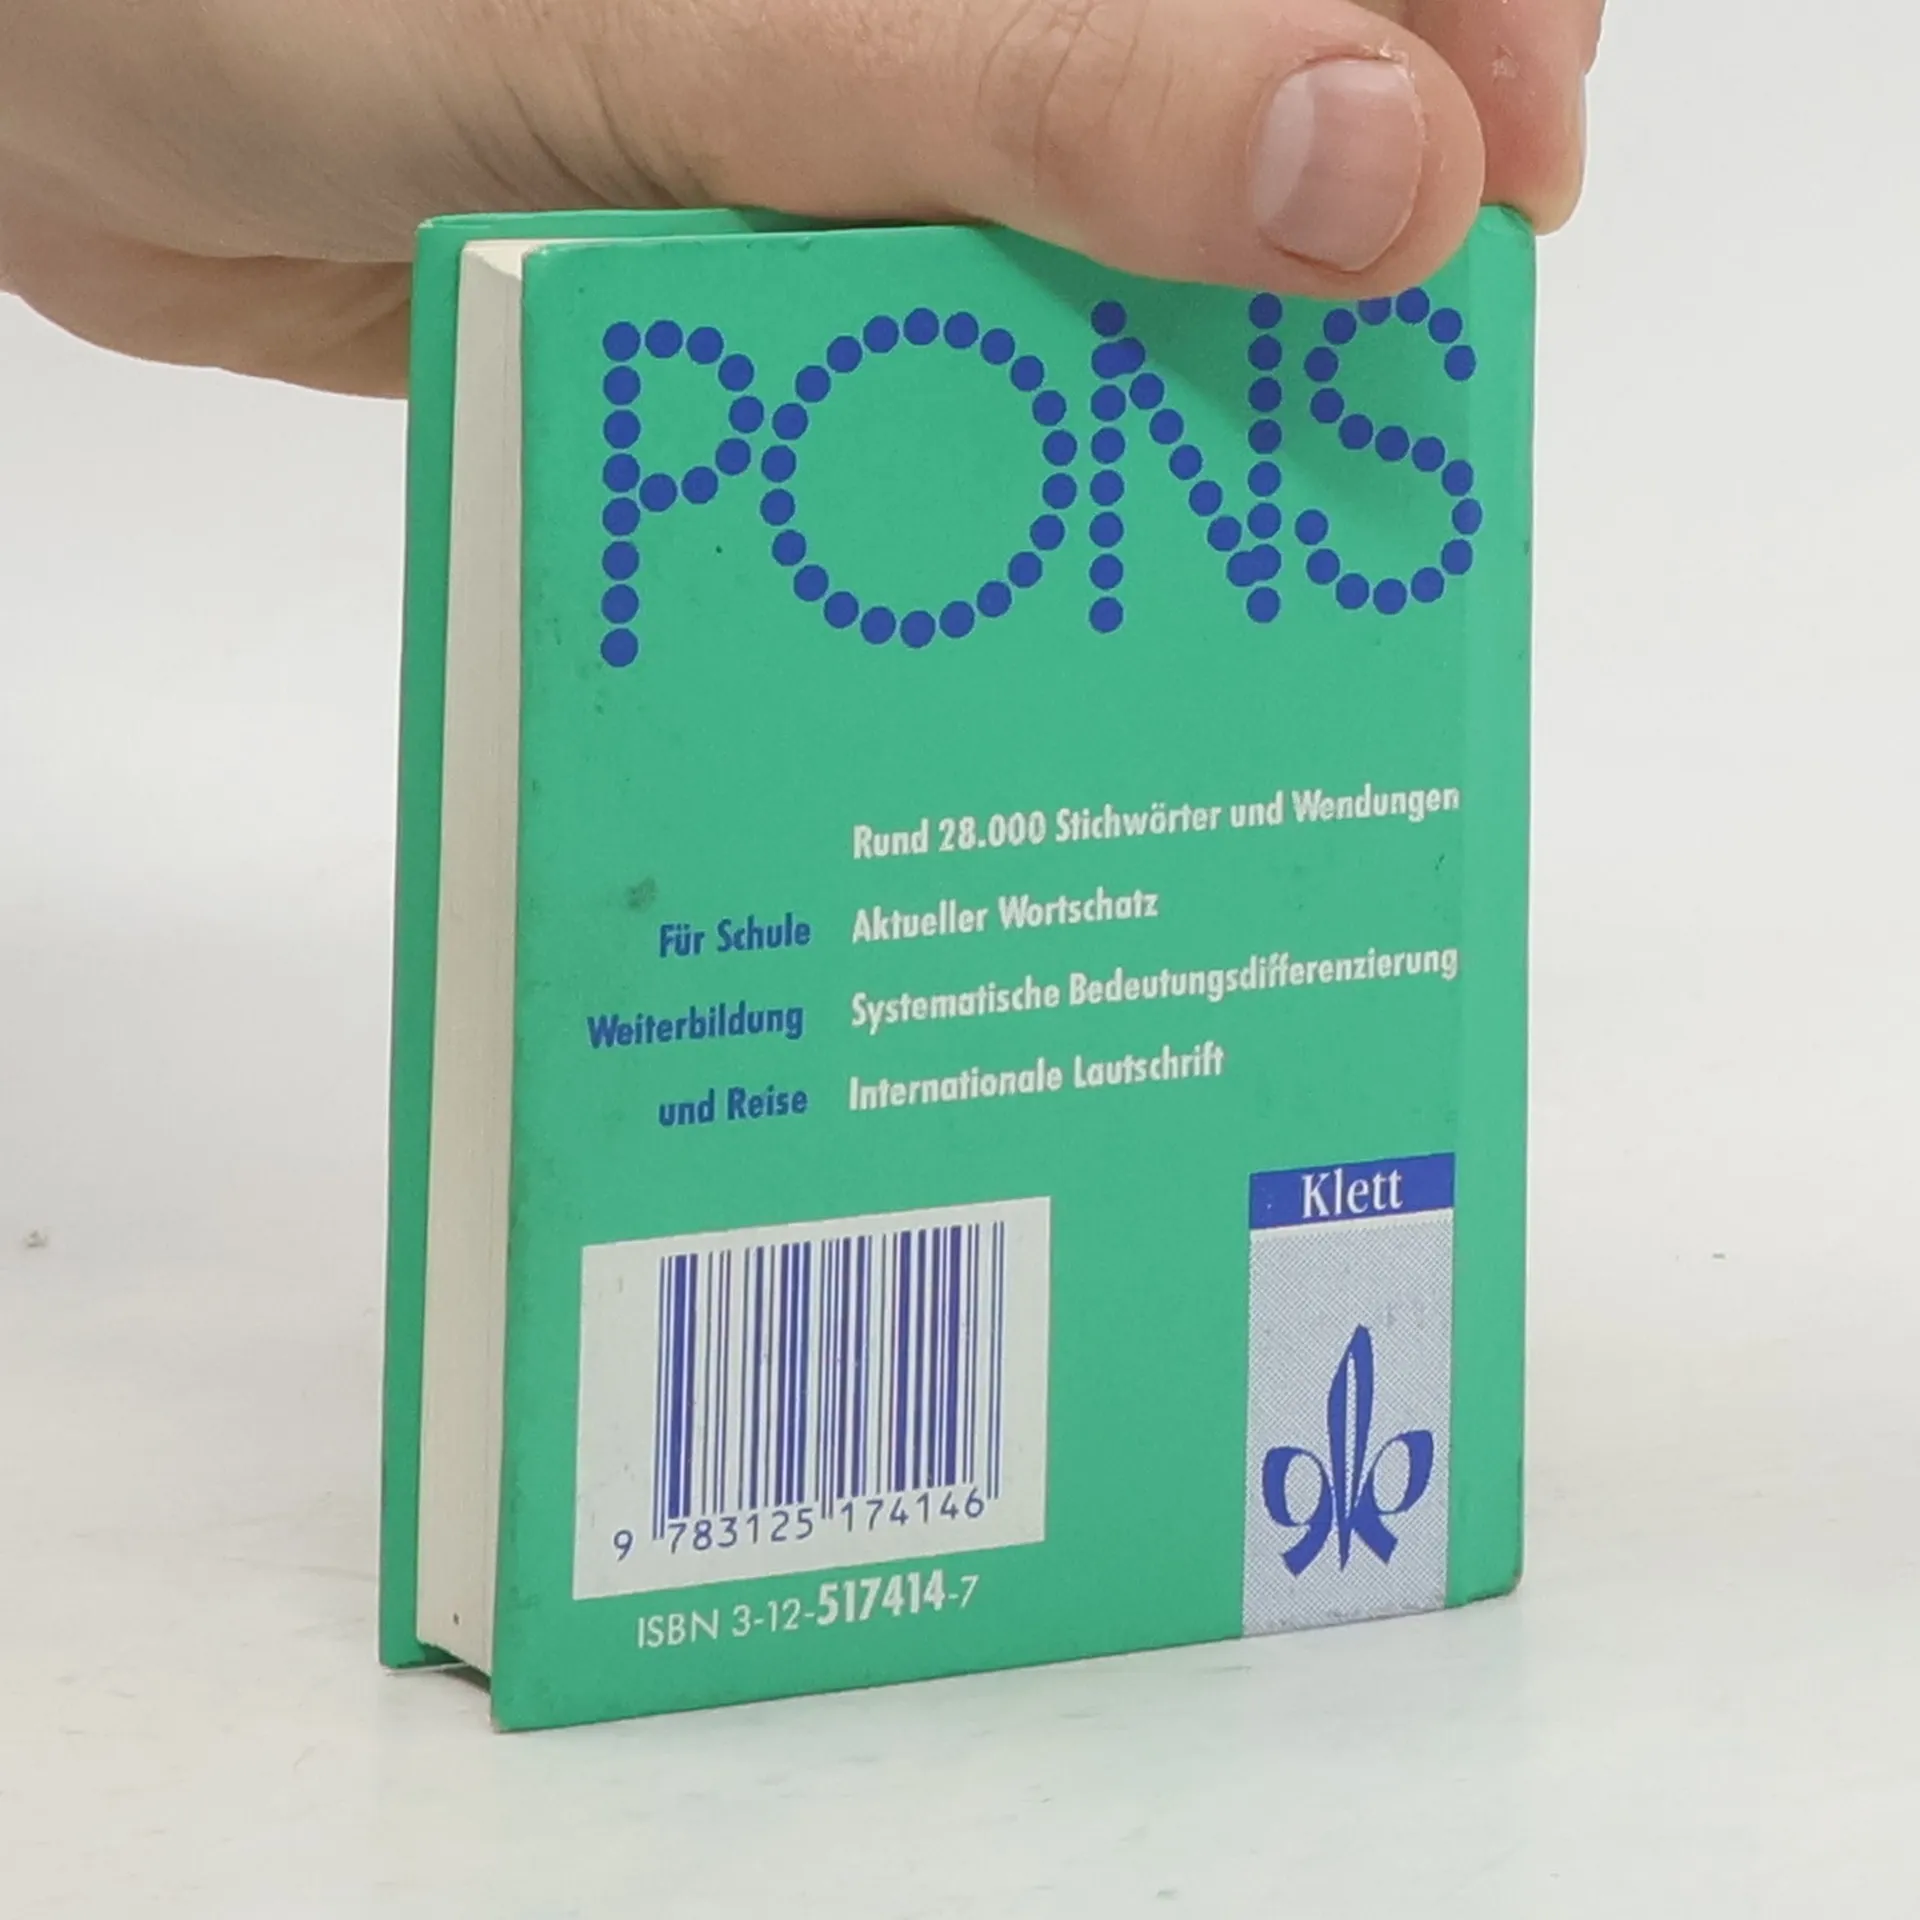 PONS
Rund 28.000 Stichwörter und Wendungen
Für Schule Aktueller Wortschatz
Weiterbildung Systematische Bedeutungsdifferenzierung
und Reise Internationale Lautschrift
Klett
9 783125 174146
ISBN 3-12-517414-7